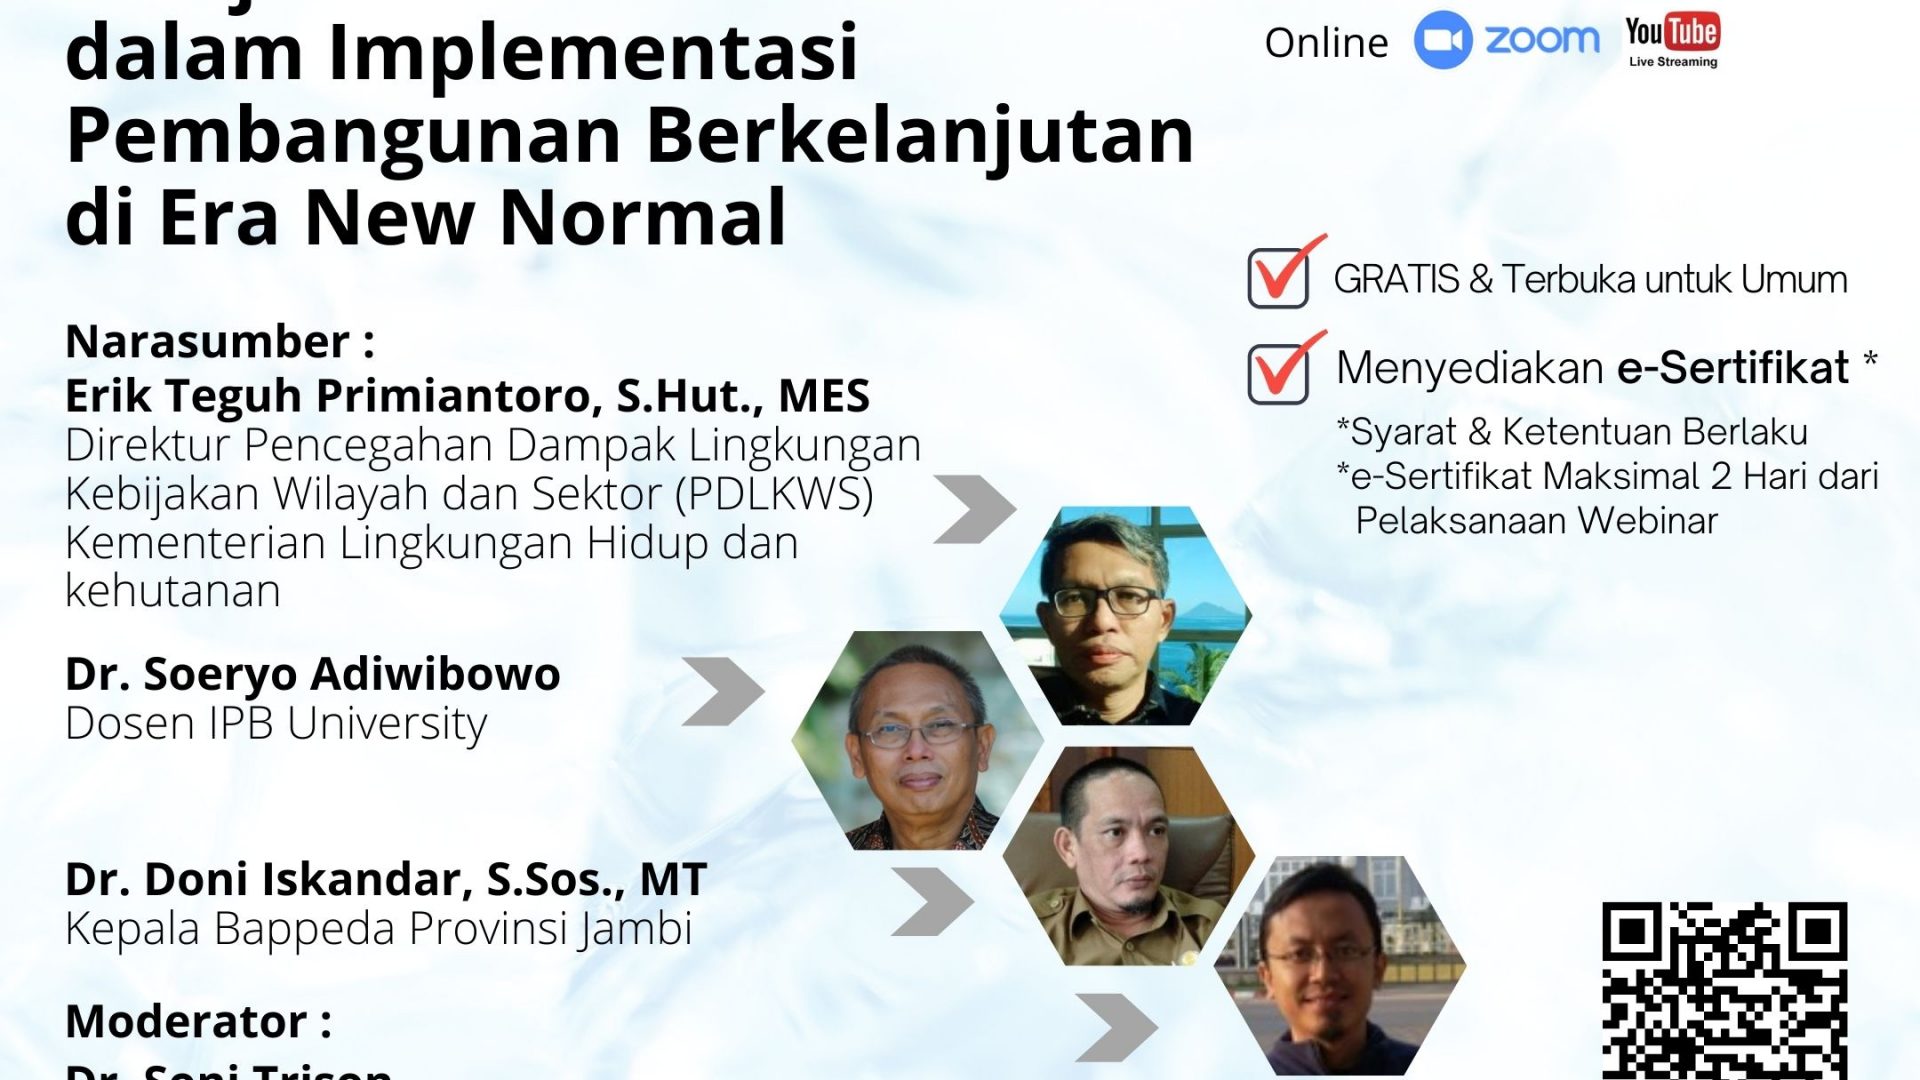 dalam Implementasi
Pembangunan Berkelanjutan
di Era New Normal
Online zoom YouTube
Live Streaming
GRATIS & Terbuka untuk Umum
Menyediakan e-Sertifikat *
*Syarat & Ketentuan Berlaku
*e-Sertifikat Maksimal 2 Hari dari
Pelaksanaan Webinar
Narasumber :
Erik Teguh Primiantoro, S.Hut., MES
Direktur Pencegahan Dampak Lingkungan
Kebijakan Wilayah dan Sektor (PDLKWS)
Kementerian Lingkungan Hidup dan
kehutanan
Dr. Soeryo Adiwibowo
Dosen IPB University
Dr. Doni Iskandar, S.Sos., MT
Kepala Bappeda Provinsi Jambi
Moderator :
Dr. Soni Trison